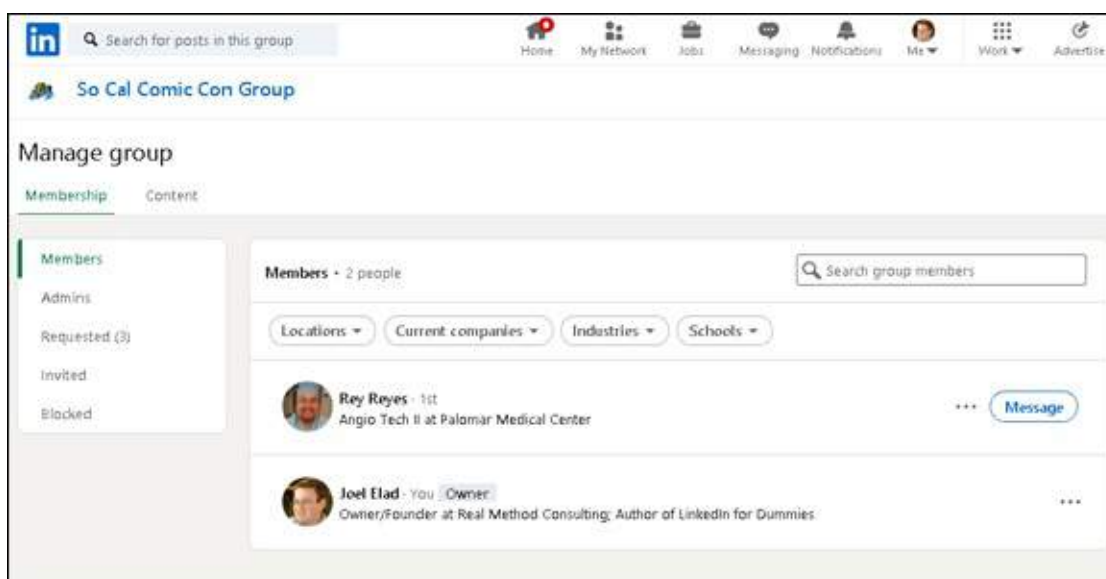 in Search for posts in this group
Home My Network Jobs Messaging Notifications Me Work Advertise
So Cal Comic Con Group
Manage group
Membership Content
Members
Admins
Requested (3)
Invited
Blocked
Members • 2 people Search group members
Locations Current companies Industries Schools
Rey Reyes · 1st
Angio Tech II at Palomar Medical Center
... Message
Joel Elad · You Owner
Owner/Founder at Real Method Consulting; Author of LinkedIn for Dummies
...